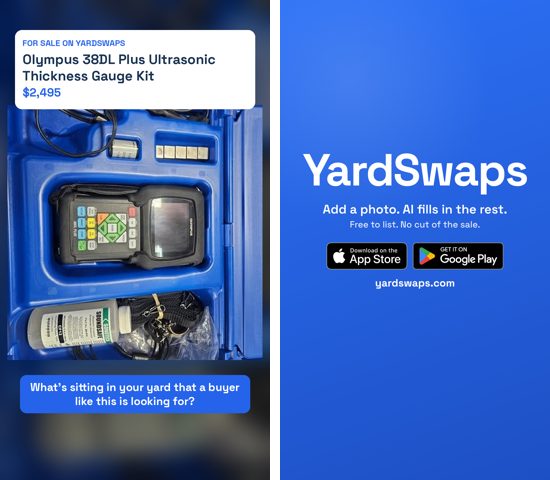 FOR SALE ON YARDSWAPS
Olympus 38DL Plus Ultrasonic
Thickness Gauge Kit
$2,495
What's sitting in your yard that a buyer
like this is looking for?
YardSwaps
Add a photo. AI fills in the rest.
Free to list. No cut of the sale.
Download on the
App Store
GET IT ON
Google Play
yardswaps.com